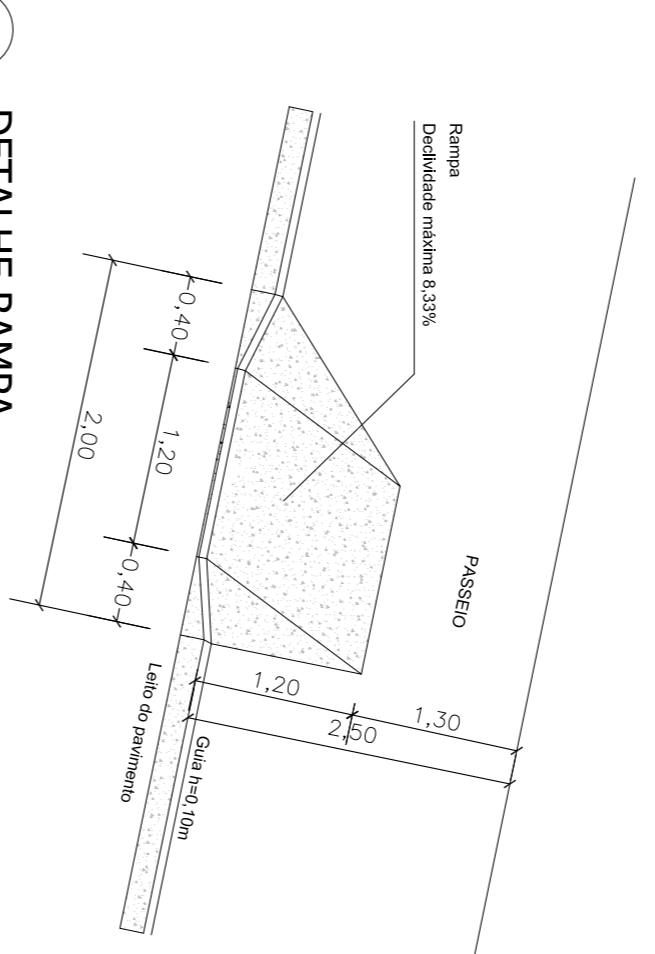 DETALHE RAMPA
Rampa
Declividade máxima 8,33%
PASSEIO
0,40
1,20
0,40
2,00
1,20
1,30
2,50
Guia h=0,10m
Leito do pavimento